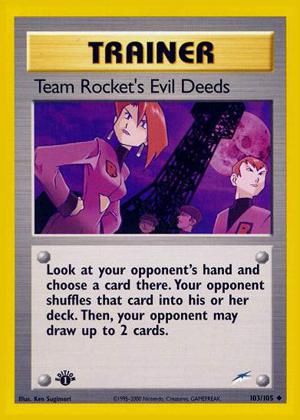 TRAINER
Team Rocket's Evil Deeds
Look at your opponent's hand and
choose a card there. Your opponent
shuffles that card into his or her
deck. Then, your opponent may
draw up to 2 cards.
Illus. Ken Sugimori
EDITION
1
©1995-2000 Nintendo, Creatures, GAMEFREAK.
103/105 ◆